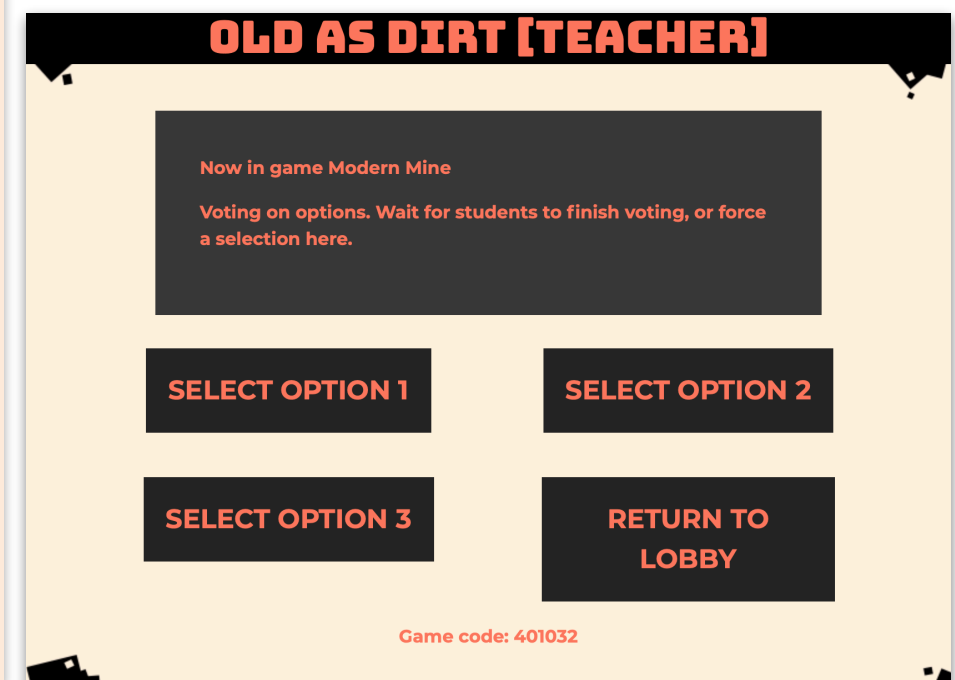 OLD AS DIRT [TEACHER]
Now in game Modern Mine
Voting on options. Wait for students to finish voting, or force
a selection here.
SELECT OPTION 1
SELECT OPTION 2
SELECT OPTION 3
RETURN TO
LOBBY
Game code: 401032